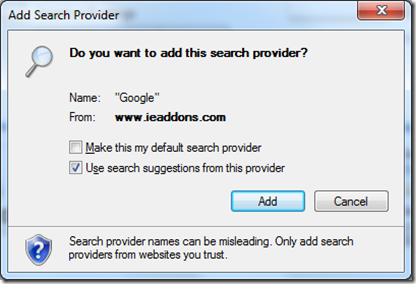 Add Search Provider
Do you want to add this search provider?
Name: "Google"
From: www.ieaddons.com
Make this my default search provider
Use search suggestions from this provider
Add Cancel
Search provider names can be misleading. Only add search
providers from websites you trust.